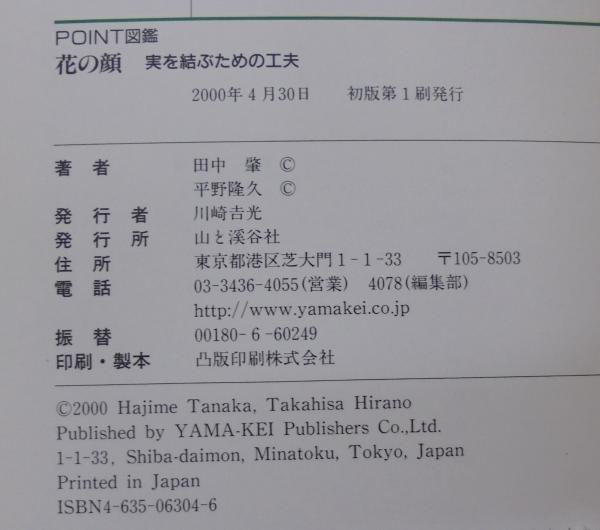 POINT図鑑
花の顔　実を結ぶための工夫
2000年4月30日　初版第1刷発行
著者　田中　肇 ©
平野隆久 ©
発行者　川崎吉光
発行所　山と溪谷社
住所　東京都港区芝大門1-1-33　〒105-8503
電話　03-3436-4055(営業)　4078(編集部)
http://www.yamakei.co.jp
振替　00180-6-60249
印刷・製本　凸版印刷株式会社
©2000 Hajime Tanaka, Takahisa Hirano
Published by YAMA-KEI Publishers Co.,Ltd.
1-1-33, Shiba-daimon, Minatoku, Tokyo, Japan
Printed in Japan
ISBN4-635-06304-6